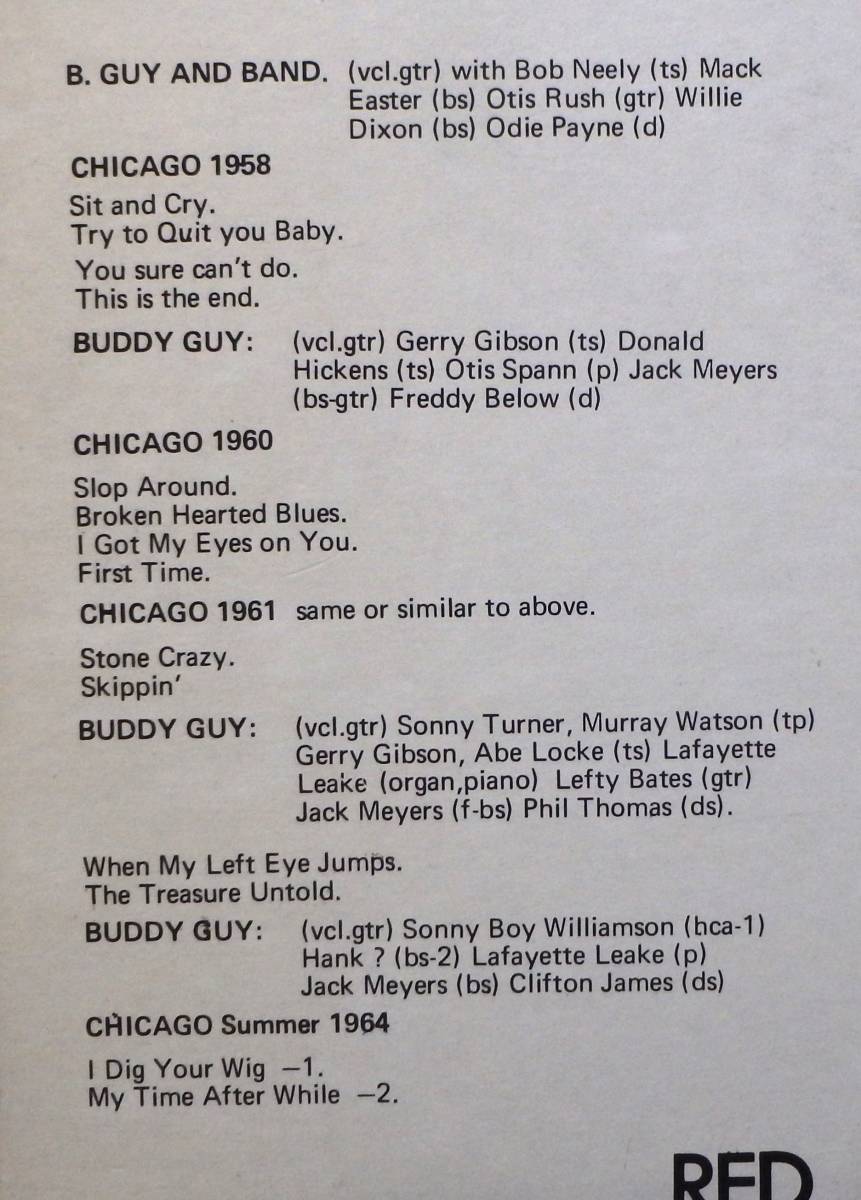 B. GUY AND BAND. (vcl.gtr) with Bob Neely (ts) Mack
Easter (bs) Otis Rush (gtr) Willie
Dixon (bs) Odie Payne (d)
CHICAGO 1958
Sit and Cry.
Try to Quit you Baby.
You sure can't do.
This is the end.
BUDDY GUY: (vcl.gtr) Gerry Gibson (ts) Donald
Hickens (ts) Otis Spann (p) Jack Meyers
(bs-gtr) Freddy Below (d)
CHICAGO 1960
Slop Around.
Broken Hearted Blues.
I Got My Eyes on You.
First Time.
CHICAGO 1961 same or similar to above.
Stone Crazy.
Skippin'
BUDDY GUY: (vcl.gtr) Sonny Turner, Murray Watson (tp)
Gerry Gibson, Abe Locke (ts) Lafayette
Leake (organ,piano) Lefty Bates (gtr)
Jack Meyers (f-bs) Phil Thomas (ds).
When My Left Eye Jumps.
The Treasure Untold.
BUDDY GUY: (vcl.gtr) Sonny Boy Williamson (hca-1)
Hank ? (bs-2) Lafayette Leake (p)
Jack Meyers (bs) Clifton James (ds)
CHICAGO Summer 1964
I Dig Your Wig –1.
My Time After While –2.
RED